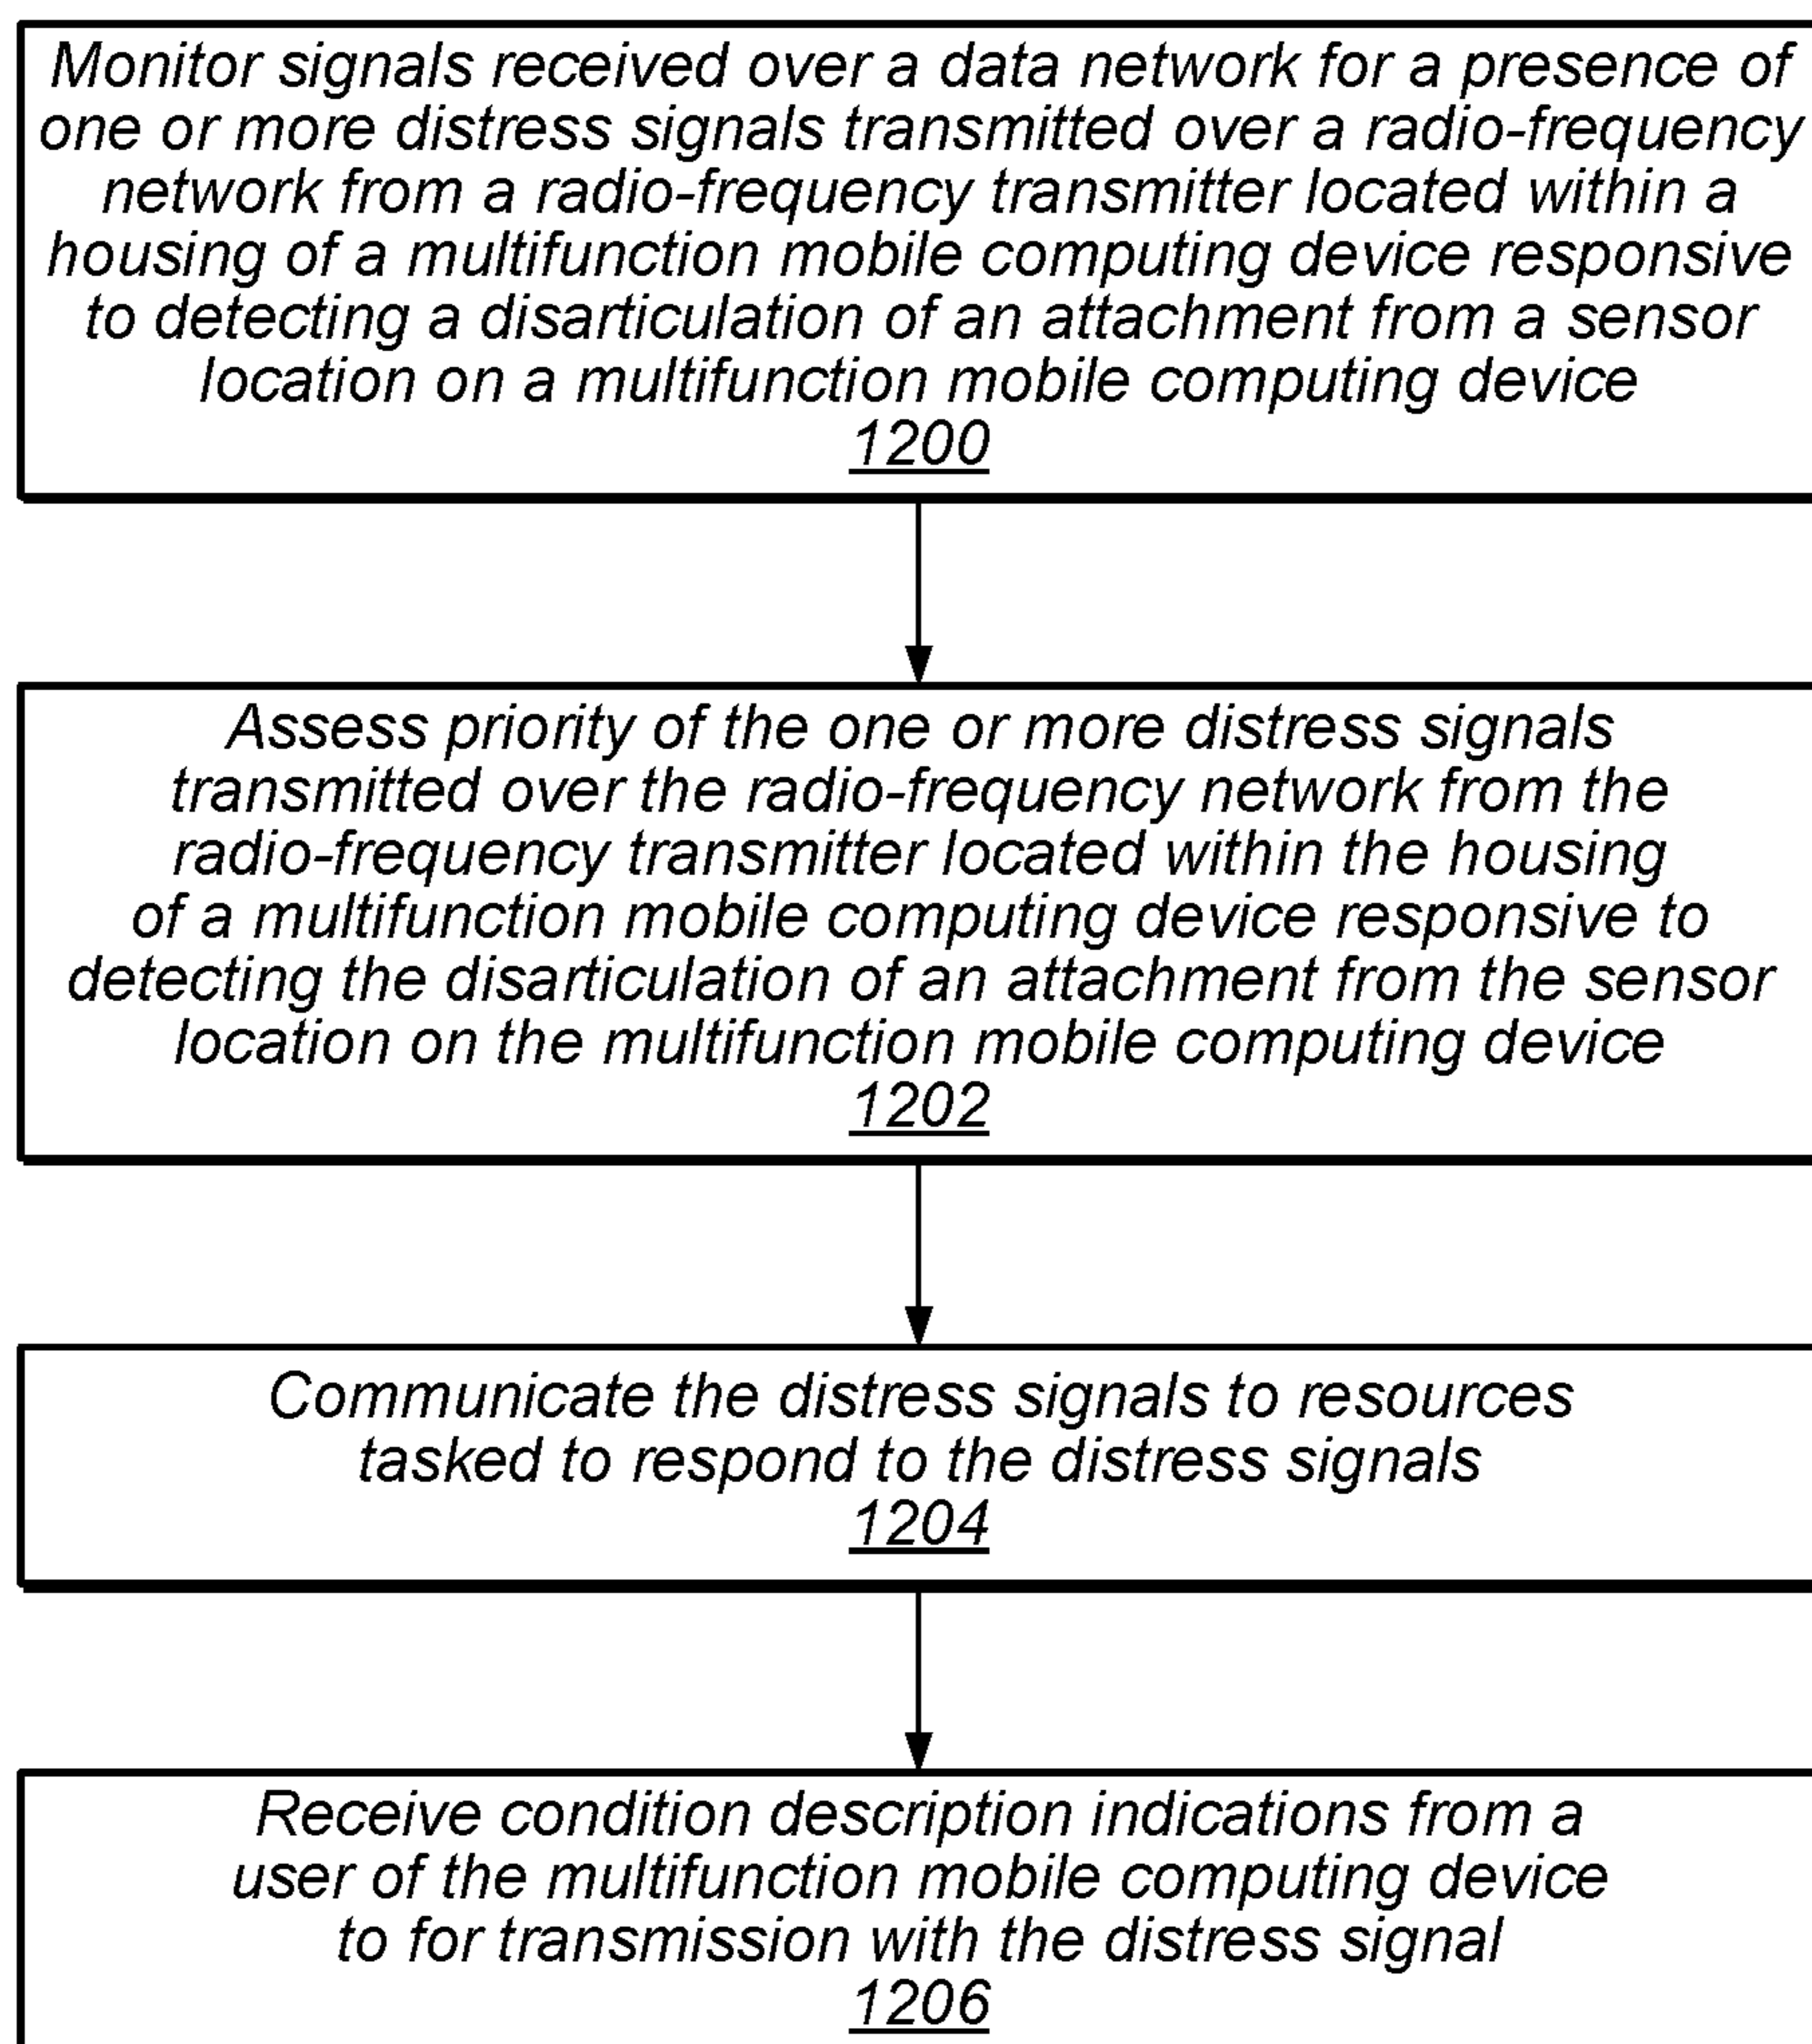 Monitor signals received over a data network for a presence of
one or more distress signals transmitted over a radio-frequency
network from a radio-frequency transmitter located within a
housing of a multifunction mobile computing device responsive
to detecting a disarticulation of an attachment from a sensor
location on a multifunction mobile computing device
1200
Assess priority of the one or more distress signals
transmitted over the radio-frequency network from the
radio-frequency transmitter located within the housing
of a multifunction mobile computing device responsive to
detecting the disarticulation of an attachment from the sensor
location on the multifunction mobile computing device
1202
Communicate the distress signals to resources
tasked to respond to the distress signals
1204
Receive condition description indications from a
user of the multifunction mobile computing device
to for transmission with the distress signal
1206